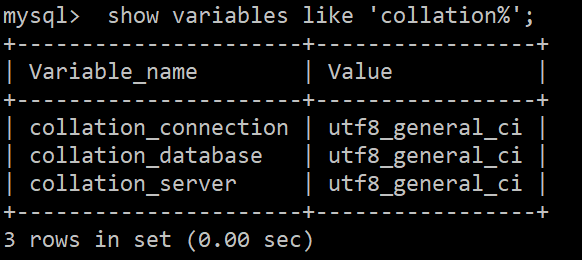 mysql>  show variables like 'collation%';
+----------------------+-----------------+
| Variable_name        | Value           |
+----------------------+-----------------+
| collation_connection | utf8_general_ci |
| collation_database   | utf8_general_ci |
| collation_server     | utf8_general_ci |
+----------------------+-----------------+
3 rows in set (0.00 sec)